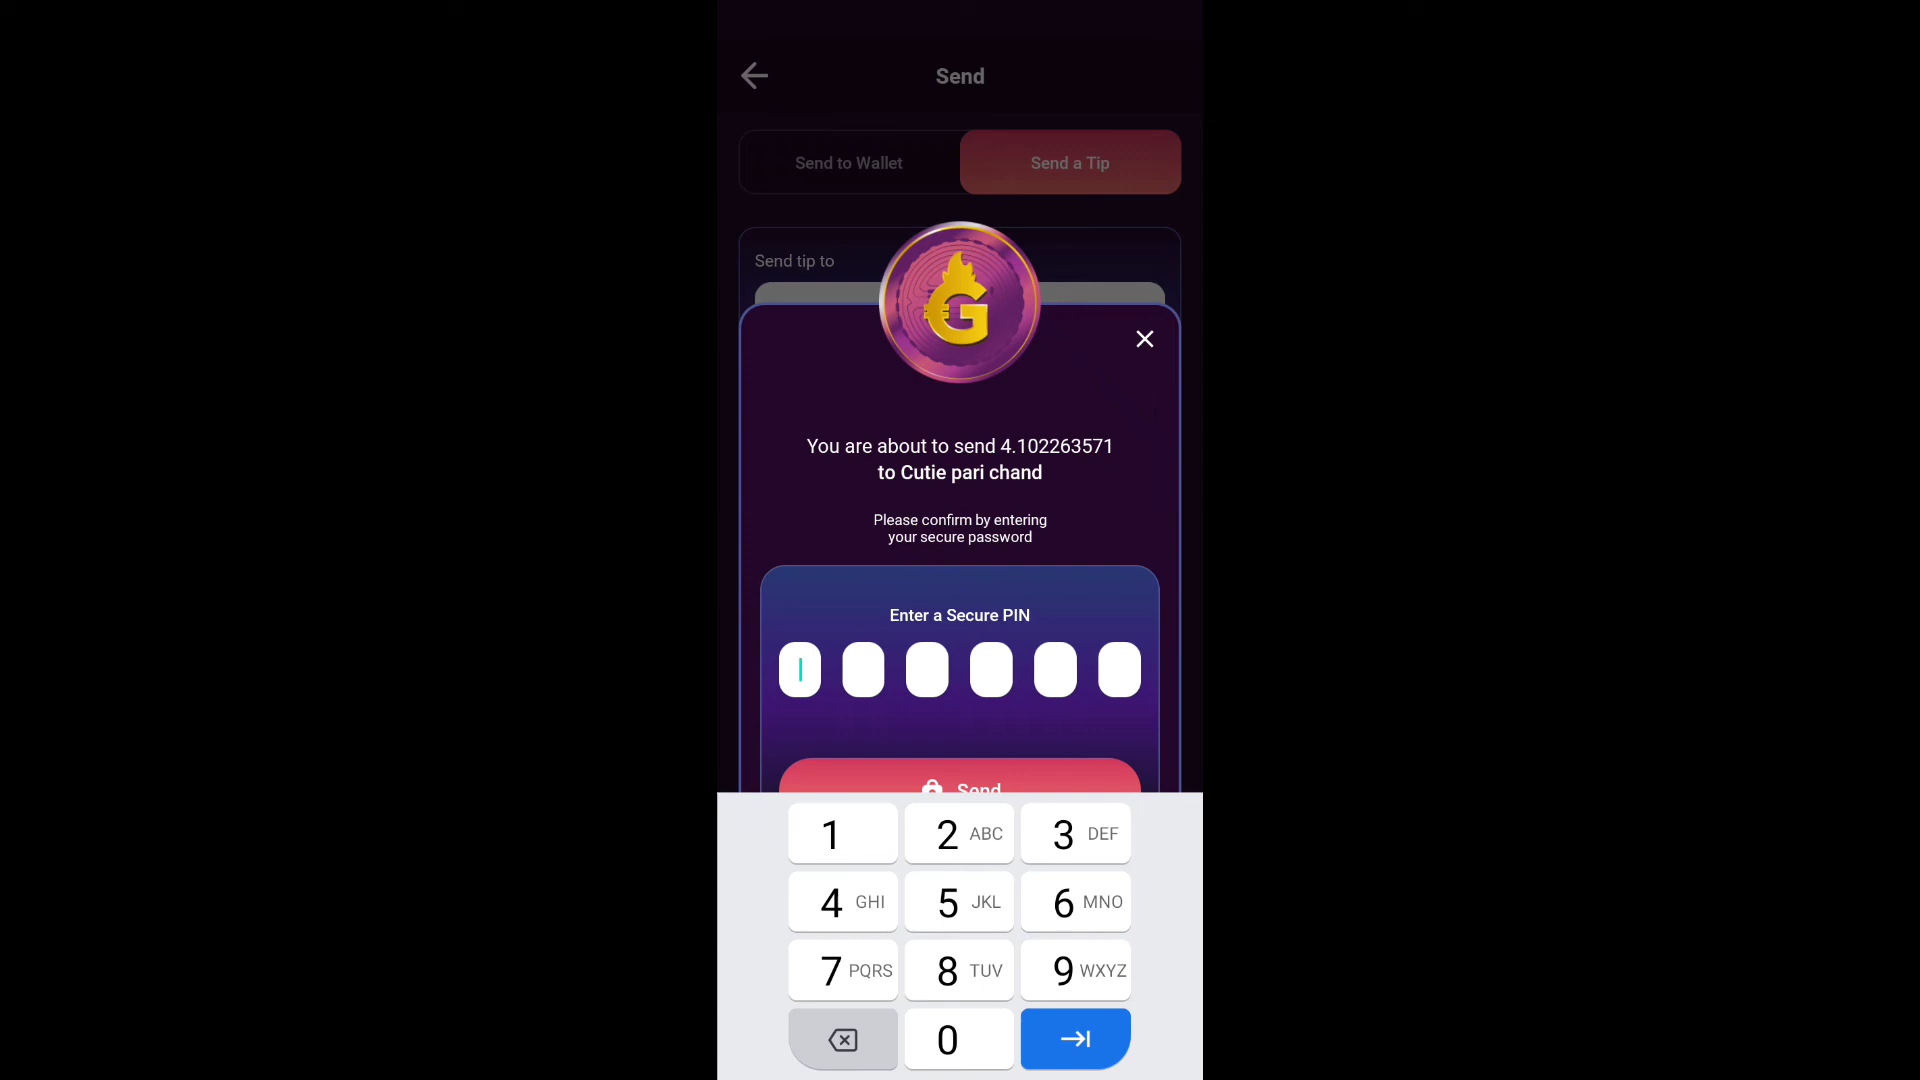 Send
Send to Wallet
Send a Tip
Send tip to
G
You are about to send 4.102263571
to Cutie pari chand
Please confirm by entering
your secure password
Enter a Secure PIN
Send
1
2 ABC
3 DEF
4 GHI
5 JKL
6 MNO
7 PQRS
8 TUV
9 WXYZ
0